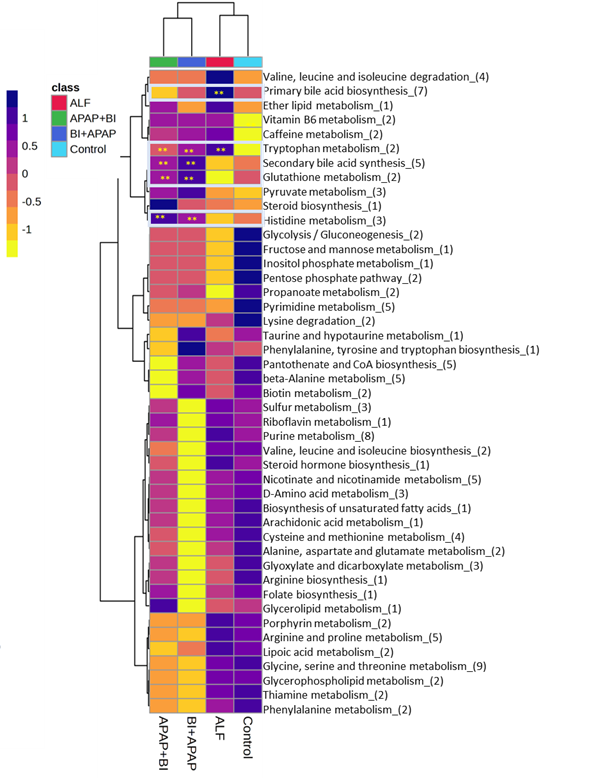 class
ALF
APAP+BI
BI+APAP
Control
1
0.5
0
-0.5
-1
Valine, leucine and isoleucine degradation_(4)
** Primary bile acid biosynthesis_(7)
Ether lipid metabolism_(1)
Vitamin B6 metabolism_(2)
Caffeine metabolism_(2)
** ** ** Tryptophan metabolism_(2)
** ** Secondary bile acid synthesis_(5)
** ** Glutathione metabolism_(2)
Pyruvate metabolism_(3)
Steroid biosynthesis_(1)
** ** Histidine metabolism_(3)
Glycolysis / Gluconeogenesis_(2)
Fructose and mannose metabolism_(1)
Inositol phosphate metabolism_(1)
Pentose phosphate pathway_(2)
Propanoate metabolism_(2)
Pyrimidine metabolism_(5)
Lysine degradation_(2)
Taurine and hypotaurine metabolism_(1)
Phenylalanine, tyrosine and tryptophan biosynthesis_(1)
Pantothenate and CoA biosynthesis_(5)
beta-Alanine metabolism_(5)
Biotin metabolism_(2)
Sulfur metabolism_(3)
Riboflavin metabolism_(1)
Purine metabolism_(8)
Valine, leucine and isoleucine biosynthesis_(2)
Steroid hormone biosynthesis_(1)
Nicotinate and nicotinamide metabolism_(5)
D-Amino acid metabolism_(3)
Biosynthesis of unsaturated fatty acids_(1)
Arachidonic acid metabolism_(1)
Cysteine and methionine metabolism_(4)
Alanine, aspartate and glutamate metabolism_(2)
Glyoxylate and dicarboxylate metabolism_(3)
Arginine biosynthesis_(1)
Folate biosynthesis_(1)
Glycerolipid metabolism_(1)
Porphyrin metabolism_(2)
Arginine and proline metabolism_(5)
Lipoic acid metabolism_(2)
Glycine, serine and threonine metabolism_(9)
Glycerophospholipid metabolism_(2)
Thiamine metabolism_(2)
Phenylalanine metabolism_(2)
APAP+BI
BI+APAP
ALF
Control